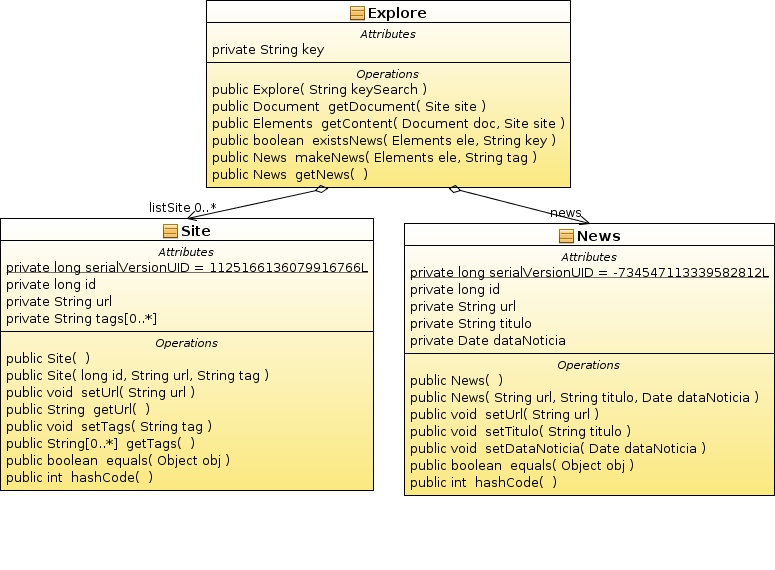 Explore
Attributes
private String key
Operations
public Explore( String keySearch )
public Document  getDocument( Site site )
public Elements  getContent( Document doc, Site site )
public boolean  existsNews( Elements ele, String key )
public News  makeNews( Elements ele, String tag )
public News  getNews(  )
listSite 0..*
news
Site
Attributes
private long serialVersionUID = 1125166136079916766L
private long id
private String url
private String tags[0..*]
Operations
public Site(  )
public Site( long id, String url, String tag )
public void  setUrl( String url )
public String  getUrl(  )
public void  setTags( String tag )
public String[0..*]  getTags(  )
public boolean  equals( Object obj )
public int  hashCode(  )
News
Attributes
private long serialVersionUID = -734547113339582812L
private long id
private String url
private String titulo
private Date dataNoticia
Operations
public News(  )
public News( String url, String titulo, Date dataNoticia )
public void  setUrl( String url )
public void  setTitulo( String titulo )
public void  setDataNoticia( Date dataNoticia )
public boolean  equals( Object obj )
public int  hashCode(  )